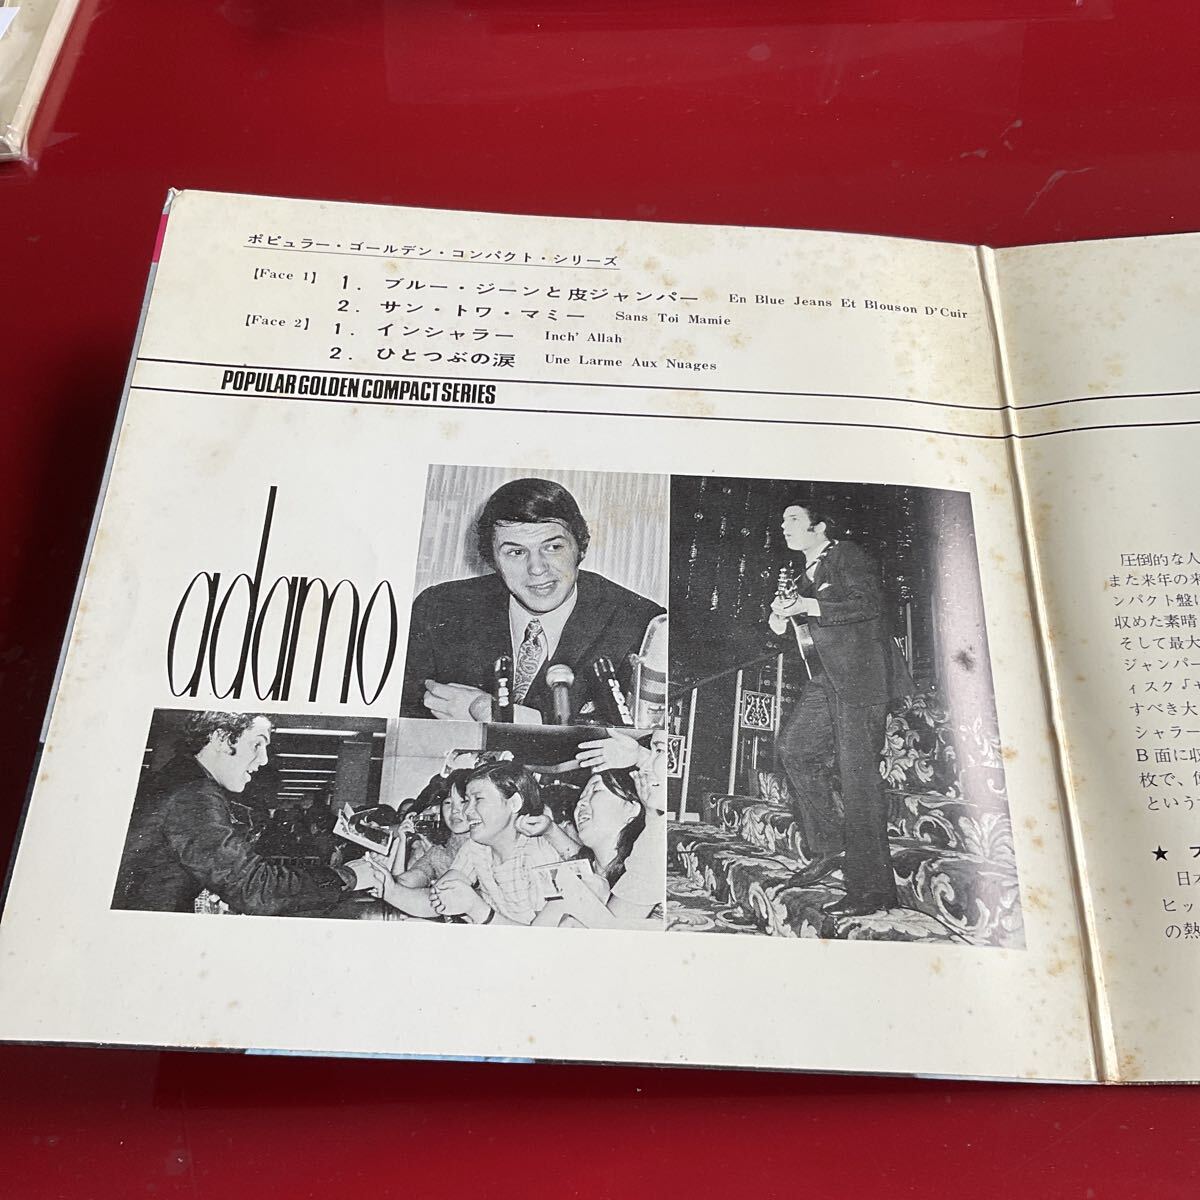 ポピュラー・ゴールデン・コンパクト・シリーズ
【Face 1】 1. ブルー・ジーンと皮ジャンパー En Blue Jeans Et Blouson D'Cuir
2. サン・トワ・マミー Sans Toi Mamie
【Face 2】 1. インシャラー Inch' Allah
2. ひとつぶの涙 Une Larme Aux Nuages
POPULAR GOLDEN COMPACT SERIES
adamo
圧倒的な人
また来年の来
ンパクト盤に
収めた素晴
そして最大
ジャンパー
ィスク『サ
すべき大
シャラー
B面に収
枚で、
という
★
日本
ヒッ
の熱